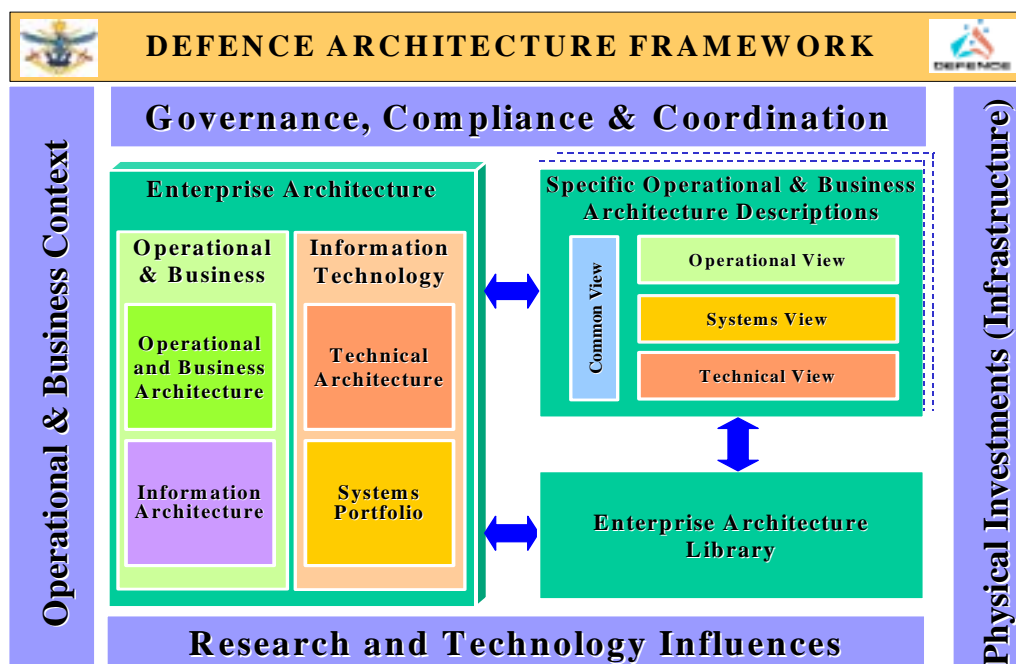 DEFENCE ARCHITECTURE FRAMEWORK
DEFENCE
Governance, Compliance & Coordination
Operational & Business Context
Enterprise Architecture
Operational
& Business
Information
Technology
Operational
and Business
Architecture
Technical
Architecture
Information
Architecture
Systems
Portfolio
Specific Operational & Business
Architecture Descriptions
Common View
Operational View
Systems View
Technical View
Enterprise Architecture
Library
Physical Investments (Infrastructure)
Research and Technology Influences